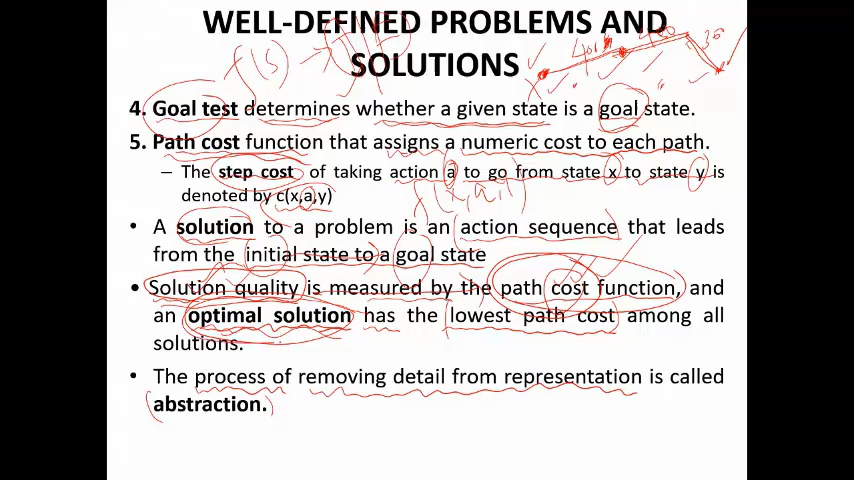 WELL-DEFINED PROBLEMS AND
SOLUTIONS
4. Goal test determines whether a given state is a goal state.
5. Path cost function that assigns a numeric cost to each path.
– The step cost of taking action a to go from state x to state y is
denoted by c(x,a,y)
• A solution to a problem is an action sequence that leads
from the initial state to a goal state
• Solution quality is measured by the path cost function, and
an optimal solution has the lowest path cost among all
solutions.
• The process of removing detail from representation is called
abstraction.